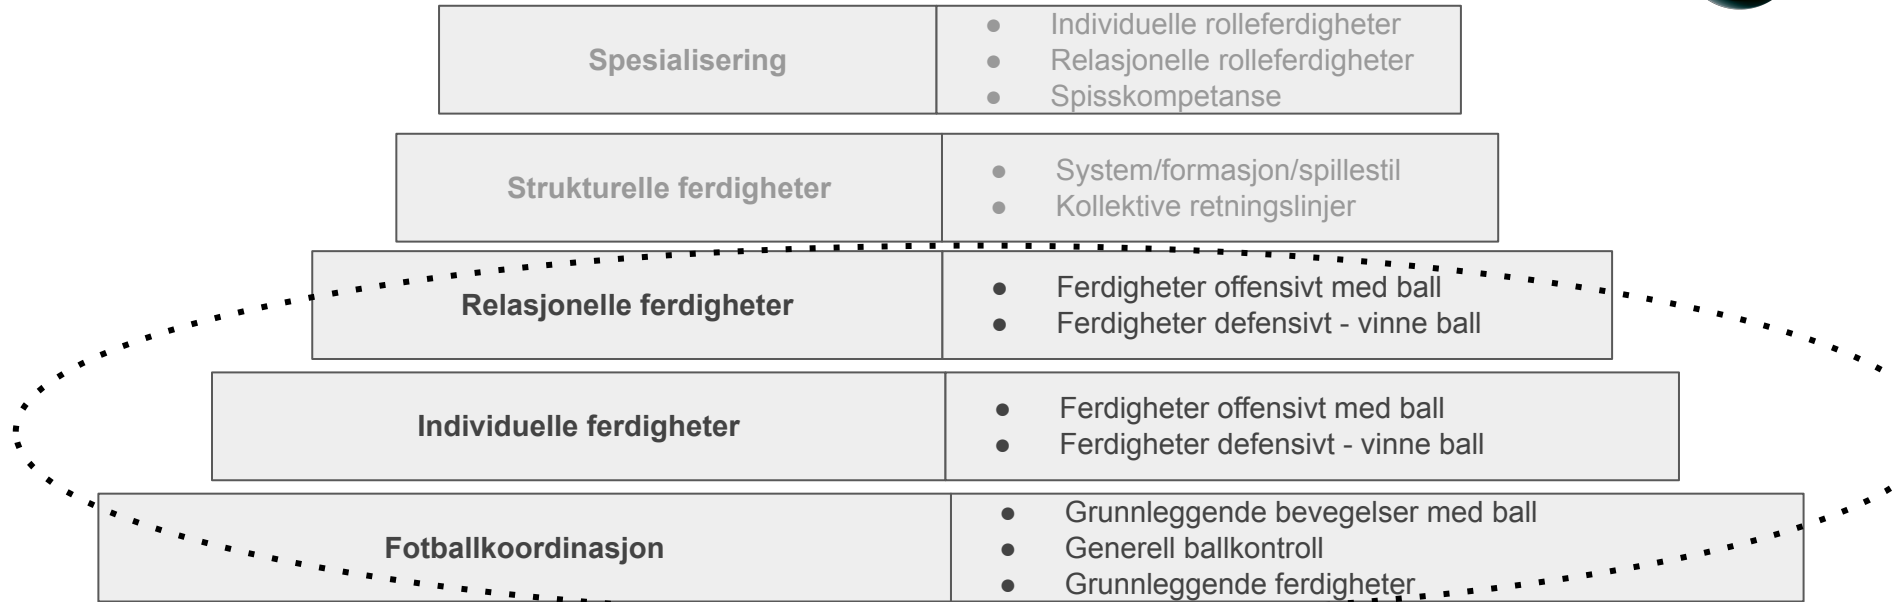 Spesialisering
● Individuelle rolleferdigheter
● Relasjonelle rolleferdigheter
● Spisskompetanse
Strukturelle ferdigheter
● System/formasjon/spillestil
● Kollektive retningslinjer
Relasjonelle ferdigheter
● Ferdigheter offensivt med ball
● Ferdigheter defensivt - vinne ball
Individuelle ferdigheter
● Ferdigheter offensivt med ball
● Ferdigheter defensivt - vinne ball
Fotballkoordinasjon
● Grunnleggende bevegelser med ball
● Generell ballkontroll
● Grunnleggende ferdigheter